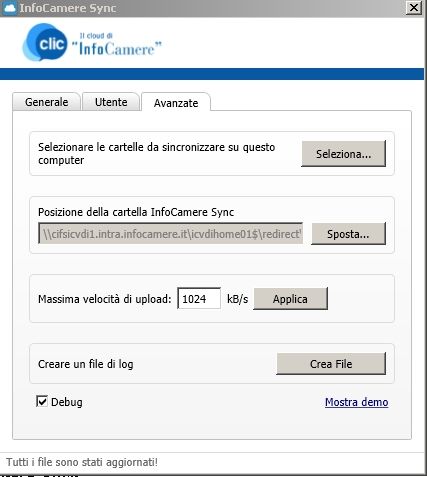 InfoCamere Sync
clic
Il cloud di
"InfoCamere"
Generale
Utente
Avanzate
Selezionare le cartelle da sincronizzare su questo
computer
Seleziona...
Posizione della cartella InfoCamere Sync
\\cifsicvdi1.intra.infocamere.it\icvdihome01$\redirect\
Sposta...
Massima velocità di upload:
1024
kB/s
Applica
Creare un file di log
Crea File
Debug
Mostra demo
Tutti i file sono stati aggiornati!